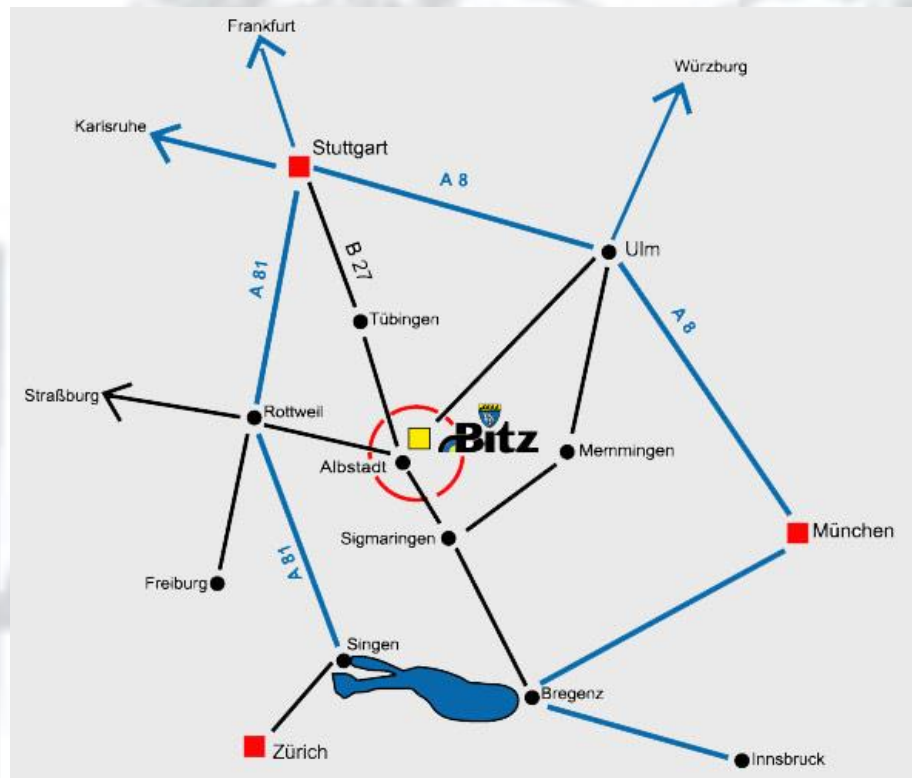 Frankfurt
Würzburg
Karlsruhe
Stuttgart
A 8
Ulm
B 27
A 81
Tübingen
A 8
Straßburg
Rottweil
Bitz
Memmingen
Albstadt
Sigmaringen
München
A 81
Freiburg
Singen
Bregenz
Zürich
Innsbruck